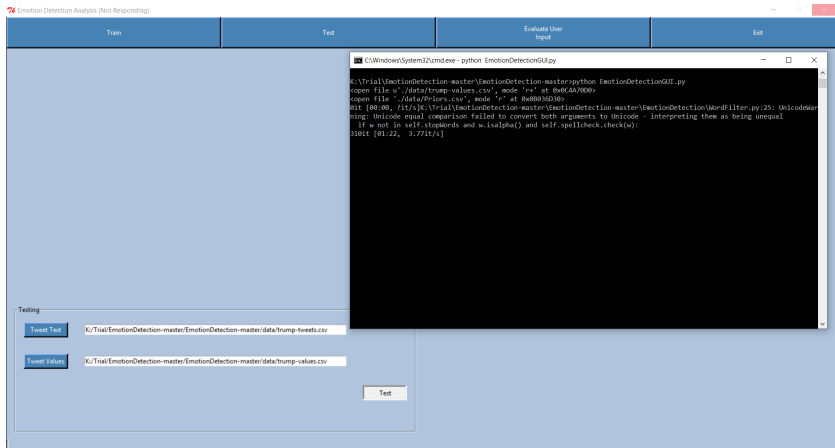 Emotion Detection Analysis (Not Responding)
Train
Test
Evaluate User
Input
Exit
C:\Windows\System32\cmd.exe - python EmotionDetectionGUI.py
K:\Trial\EmotionDetection-master\EmotionDetection-master>python EmotionDetectionGUI.py
<open file u'./data/trump-values.csv', mode 'r+' at 0x0C4A70D0>
<open file './data/Priors.csv', mode 'r' at 0x0B036D30>
0it [00:00, ?it/s]K:\Trial\EmotionDetection-master\EmotionDetection-master\EmotionDetection\WordFilter.py:25: UnicodeWar
ning: Unicode equal comparison failed to convert both arguments to Unicode - interpreting them as being unequal
if w not in self.stopWords and w.isalpha() and self.spellcheck.check(w):
310it [01:22, 3.77it/s]
Testing
Tweet Text
K:/Trial/EmotionDetection-master/EmotionDetection-master/data/trump-tweets.csv
Tweet Values
K:/Trial/EmotionDetection-master/EmotionDetection-master/data/trump-values.csv
Test